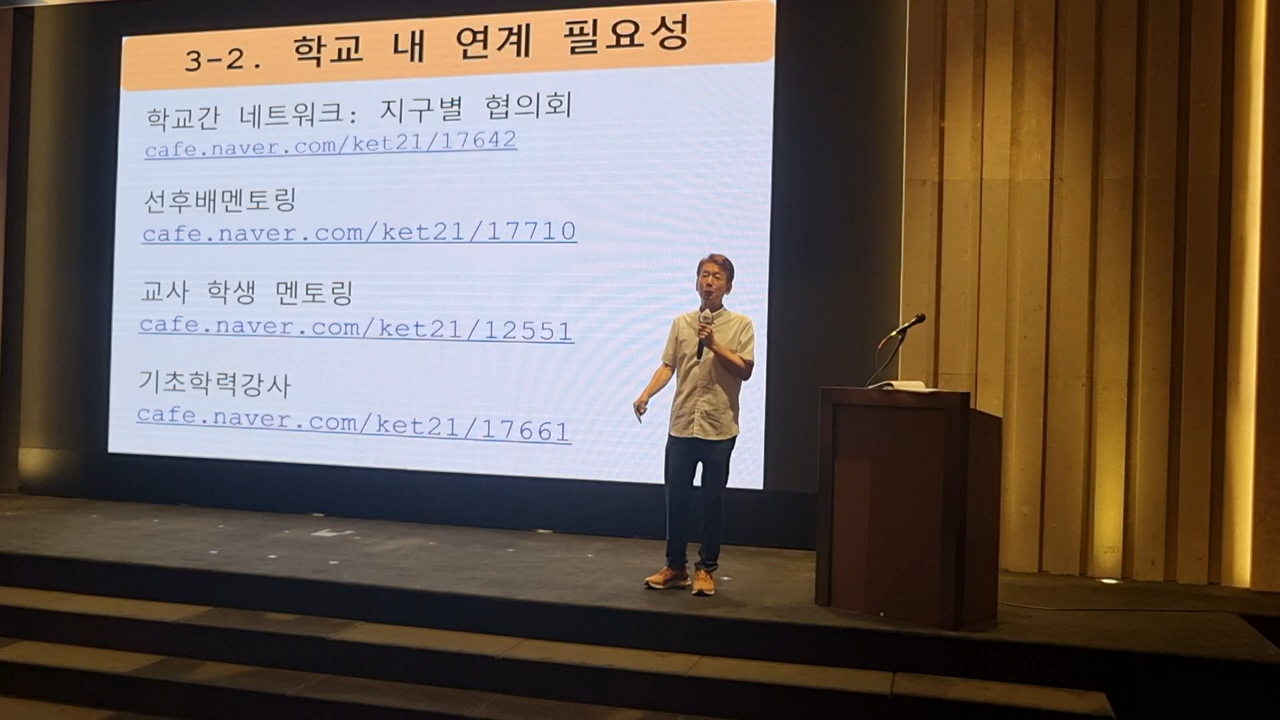 3-2. 학교 내 연계 필요성
학교간 네트워크: 지구별 협의회
cafe.naver.com/ket21/17642
선후배멘토링
cafe.naver.com/ket21/17710
교사 학생 멘토링
cafe.naver.com/ket21/12551
기초학력강사
cafe.naver.com/ket21/17661